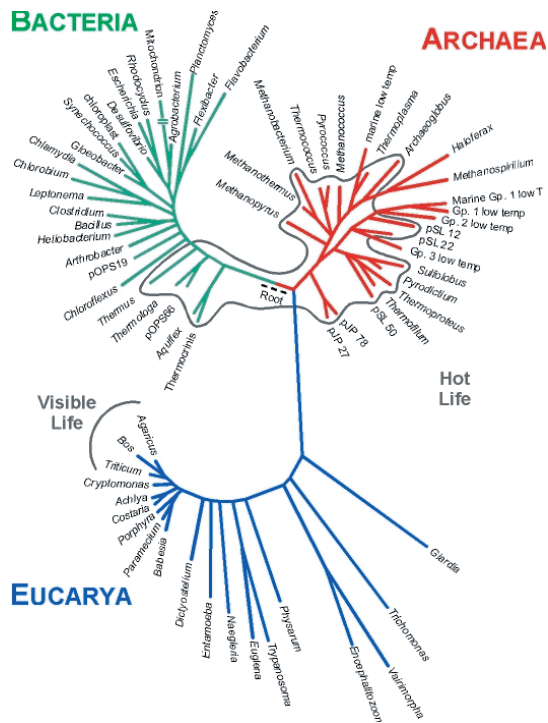 BACTERIA
ARCHAEA
Planctomyces
Mitochondrion
Rhodocyclus
Escherichia
Desulfovibrio
Agrobacterium
Flexibacter
Flavobacterium
chloroplast
Synechococcus
Gloeobacter
Chlamydia
Chlorobium
Leptonema
Clostridium
Bacillus
Heliobacterium
Arthrobacter
pOPS19
Chloroflexus
Thermus
Thermotoga
pOPS66
Aquifex
Thermocrinis
Root
Methanopyrus
Methanothermus
Methanobacterium
Thermococcus
Pyrococcus
Methanococcus
marine low temp
Thermoplasma
Archaeoglobus
Haloferax
Methanospirillum
Marine Gp. 1 low T
Gp. 1 low temp
Gp. 2 low temp
pSL 12
pSL 22
Gp. 3 low temp
Sulfolobus
Pyrodictium
Thermoproteus
Thermofilum
pSL 50
pJP 78
pJP 27
Hot
Life
Visible
Life
Agaricus
Bos
Triticum
Cryptomonas
Achlya
Costaria
Porphyra
Paramecium
Babesia
EUCARYA
Dictyostelium
Entamoeba
Naegleria
Euglena
Trypanosoma
Physarum
Encephalitozoon
Vairimorpha
Trichomonas
Giardia